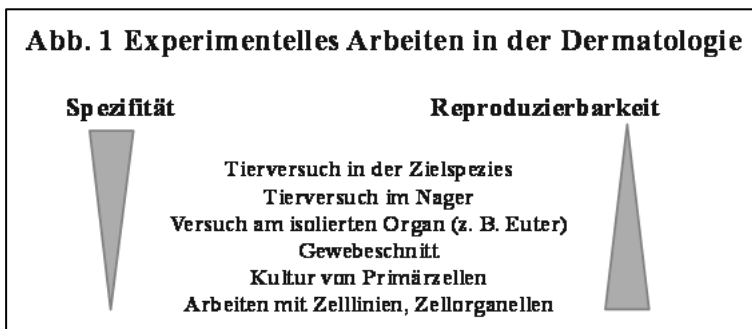 Abb. 1 Experimentelles Arbeiten in der Dermatologie
Spezifität Reproduzierbarkeit
Tierversuch in der Zielspezies
Tierversuch im Nager
Versuch am isolierten Organ (z. B. Euter)
Gewebeschnitt
Kultur von Primärzellen
Arbeiten mit Zelllinien, Zellorganellen